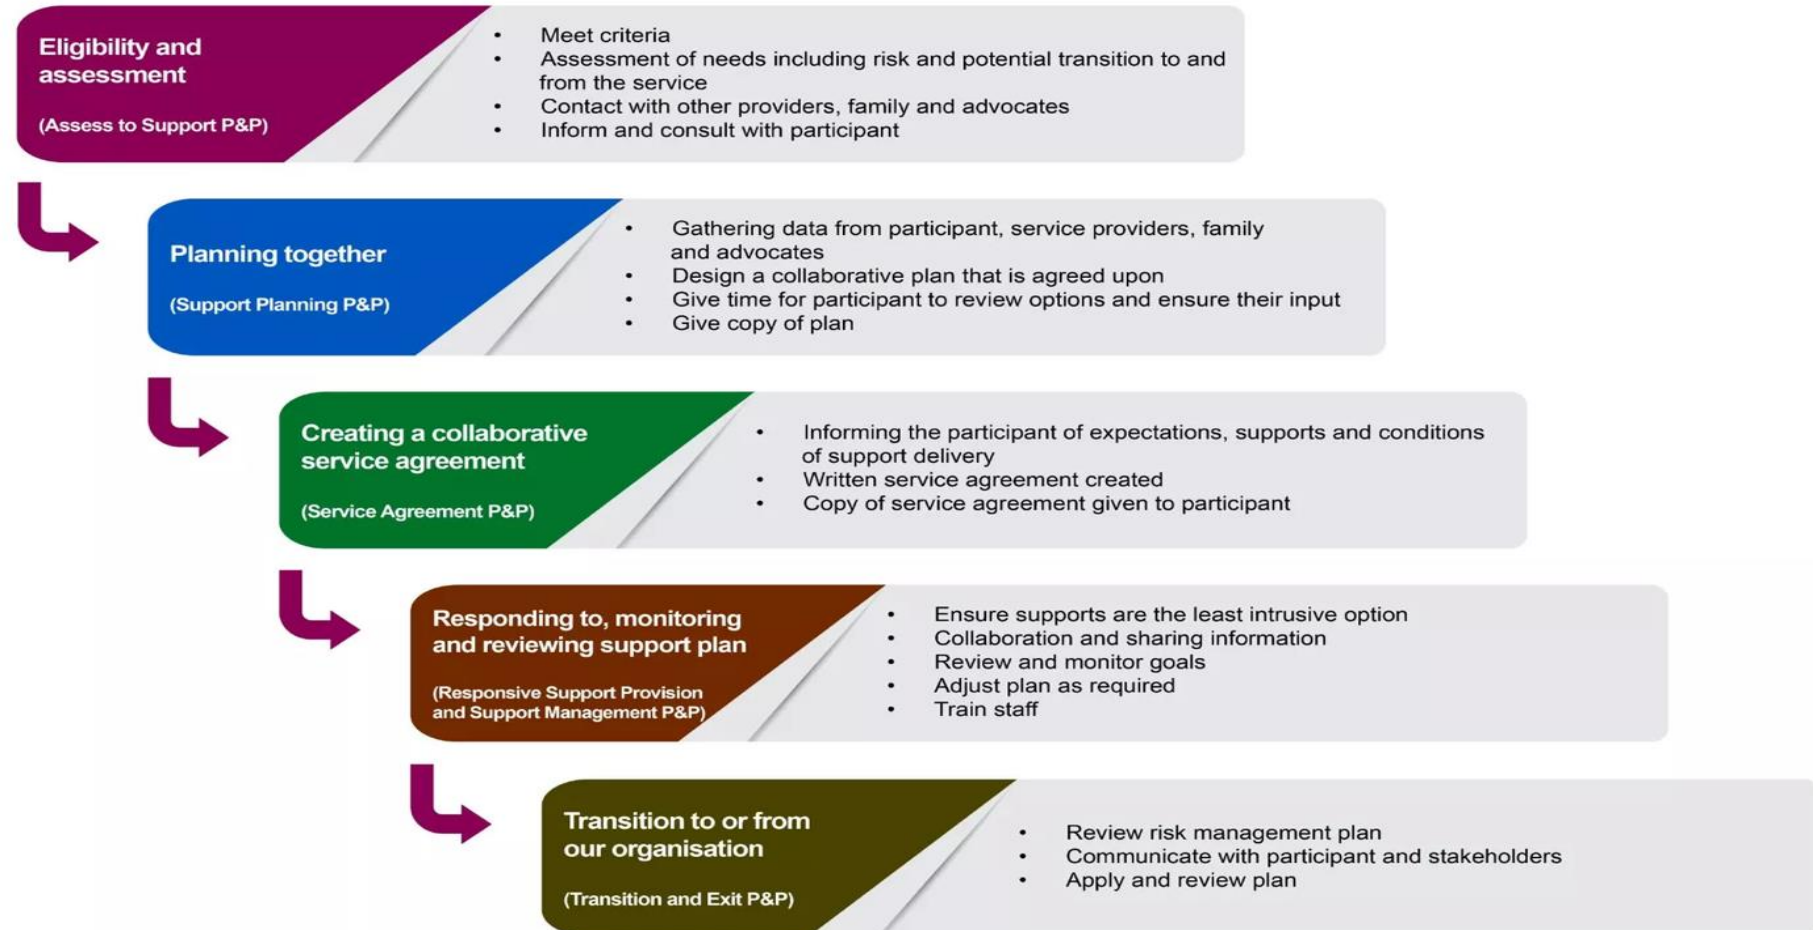 Eligibility and
assessment
(Assess to Support P&P)
• Meet criteria
• Assessment of needs including risk and potential transition to and
from the service
• Contact with other providers, family and advocates
• Inform and consult with participant
Planning together
(Support Planning P&P)
• Gathering data from participant, service providers, family
and advocates
• Design a collaborative plan that is agreed upon
• Give time for participant to review options and ensure their input
• Give copy of plan
Creating a collaborative
service agreement
(Service Agreement P&P)
• Informing the participant of expectations, supports and conditions
of support delivery
• Written service agreement created
• Copy of service agreement given to participant
Responding to, monitoring
and reviewing support plan
(Responsive Support Provision
and Support Management P&P)
• Ensure supports are the least intrusive option
• Collaboration and sharing information
• Review and monitor goals
• Adjust plan as required
• Train staff
Transition to or from
our organisation
(Transition and Exit P&P)
• Review risk management plan
• Communicate with participant and stakeholders
• Apply and review plan